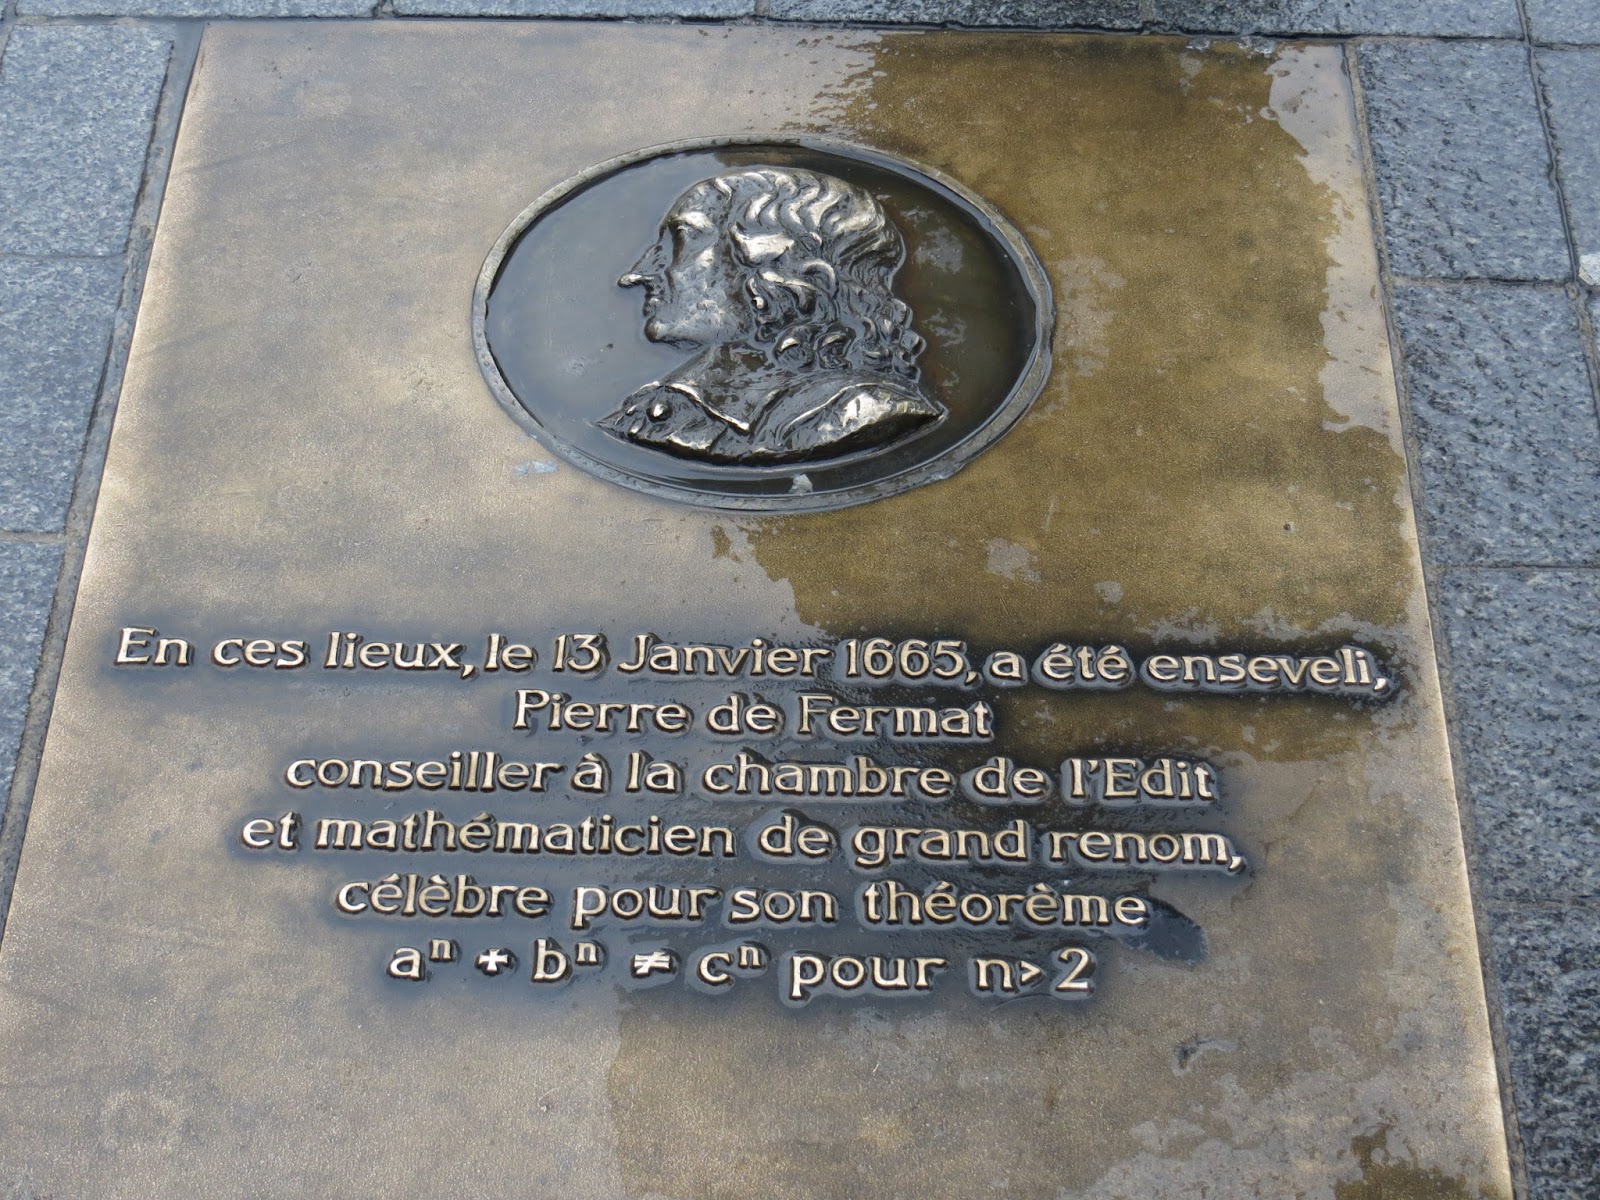 En ces lieux, le 13 Janvier 1665, a été enseveli,
Pierre de Fermat
conseiller à la chambre de l'Edit
et mathématicien de grand renom,
célèbre pour son théorème
aⁿ + bⁿ ≠ cⁿ pour n > 2